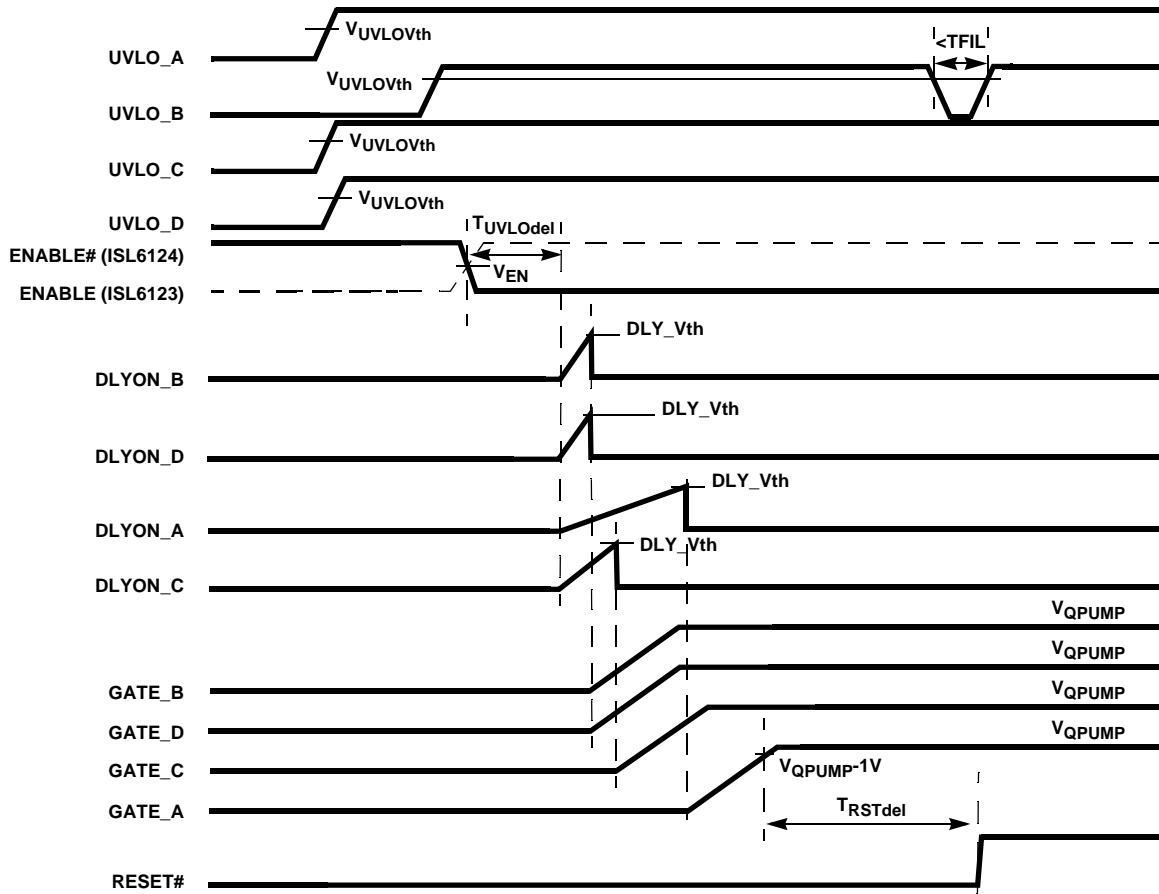 VUVLOVth
UVLO_A
<TFIL
VUVLOVth
UVLO_B
VUVLOVth
UVLO_C
VUVLOVth
UVLO_D
TUVLOdel
ENABLE# (ISL6124)
VEN
ENABLE (ISL6123)
DLY_Vth
DLYON_B
DLY_Vth
DLYON_D
DLY_Vth
DLYON_A
DLY_Vth
DLYON_C
VQPUMP
VQPUMP
GATE_B
VQPUMP
GATE_D
VQPUMP
GATE_C
VQPUMP-1V
GATE_A
TRSTdel
RESET#